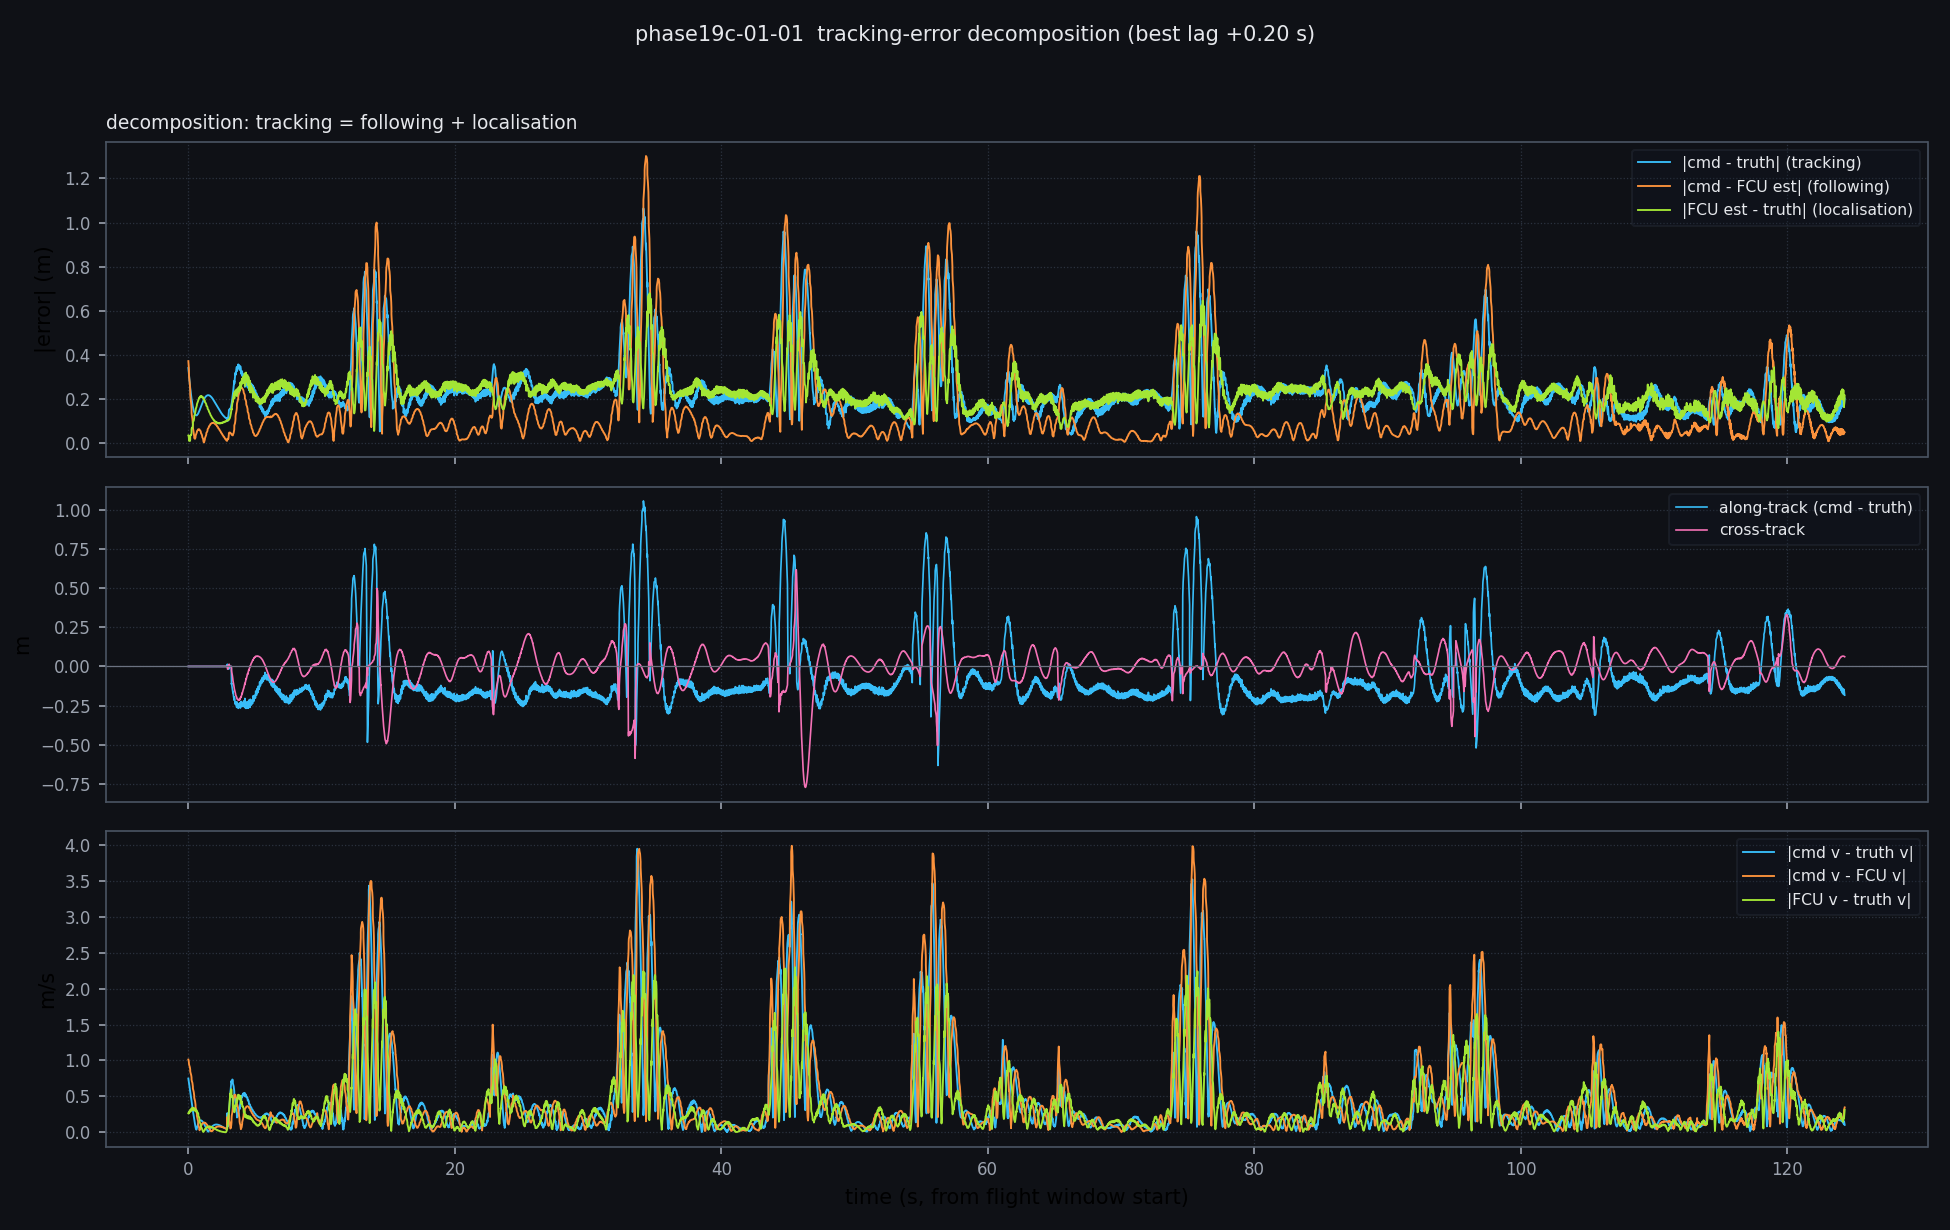 phase19c-01-01  tracking-error decomposition (best lag +0.20 s)
decomposition: tracking = following + localisation
|error| (m)
1.2
1.0
0.8
0.6
0.4
0.2
0.0
|cmd - truth| (tracking)
|cmd - FCU est| (following)
|FCU est - truth| (localisation)
m
1.00
0.75
0.50
0.25
0.00
−0.25
−0.50
−0.75
along-track (cmd - truth)
cross-track
m/s
4.0
3.5
3.0
2.5
2.0
1.5
1.0
0.5
0.0
|cmd v - truth v|
|cmd v - FCU v|
|FCU v - truth v|
0 20 40 60 80 100 120
time (s, from flight window start)